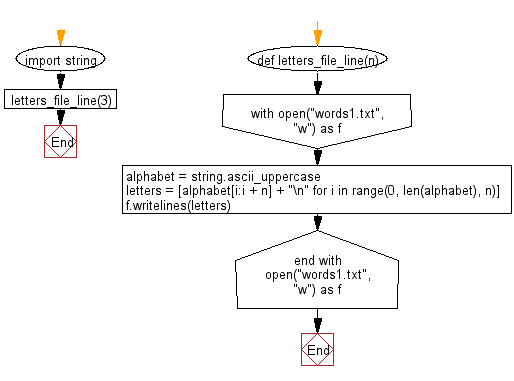 import string
letters_file_line(3)
End
def letters_file_line(n)
with open("words1.txt",
"w") as f
alphabet = string.ascii_uppercase
letters = [alphabet[i:i + n] + "\n" for i in range(0, len(alphabet), n)]
f.writelines(letters)
end with
open("words1.txt",
"w") as f
End